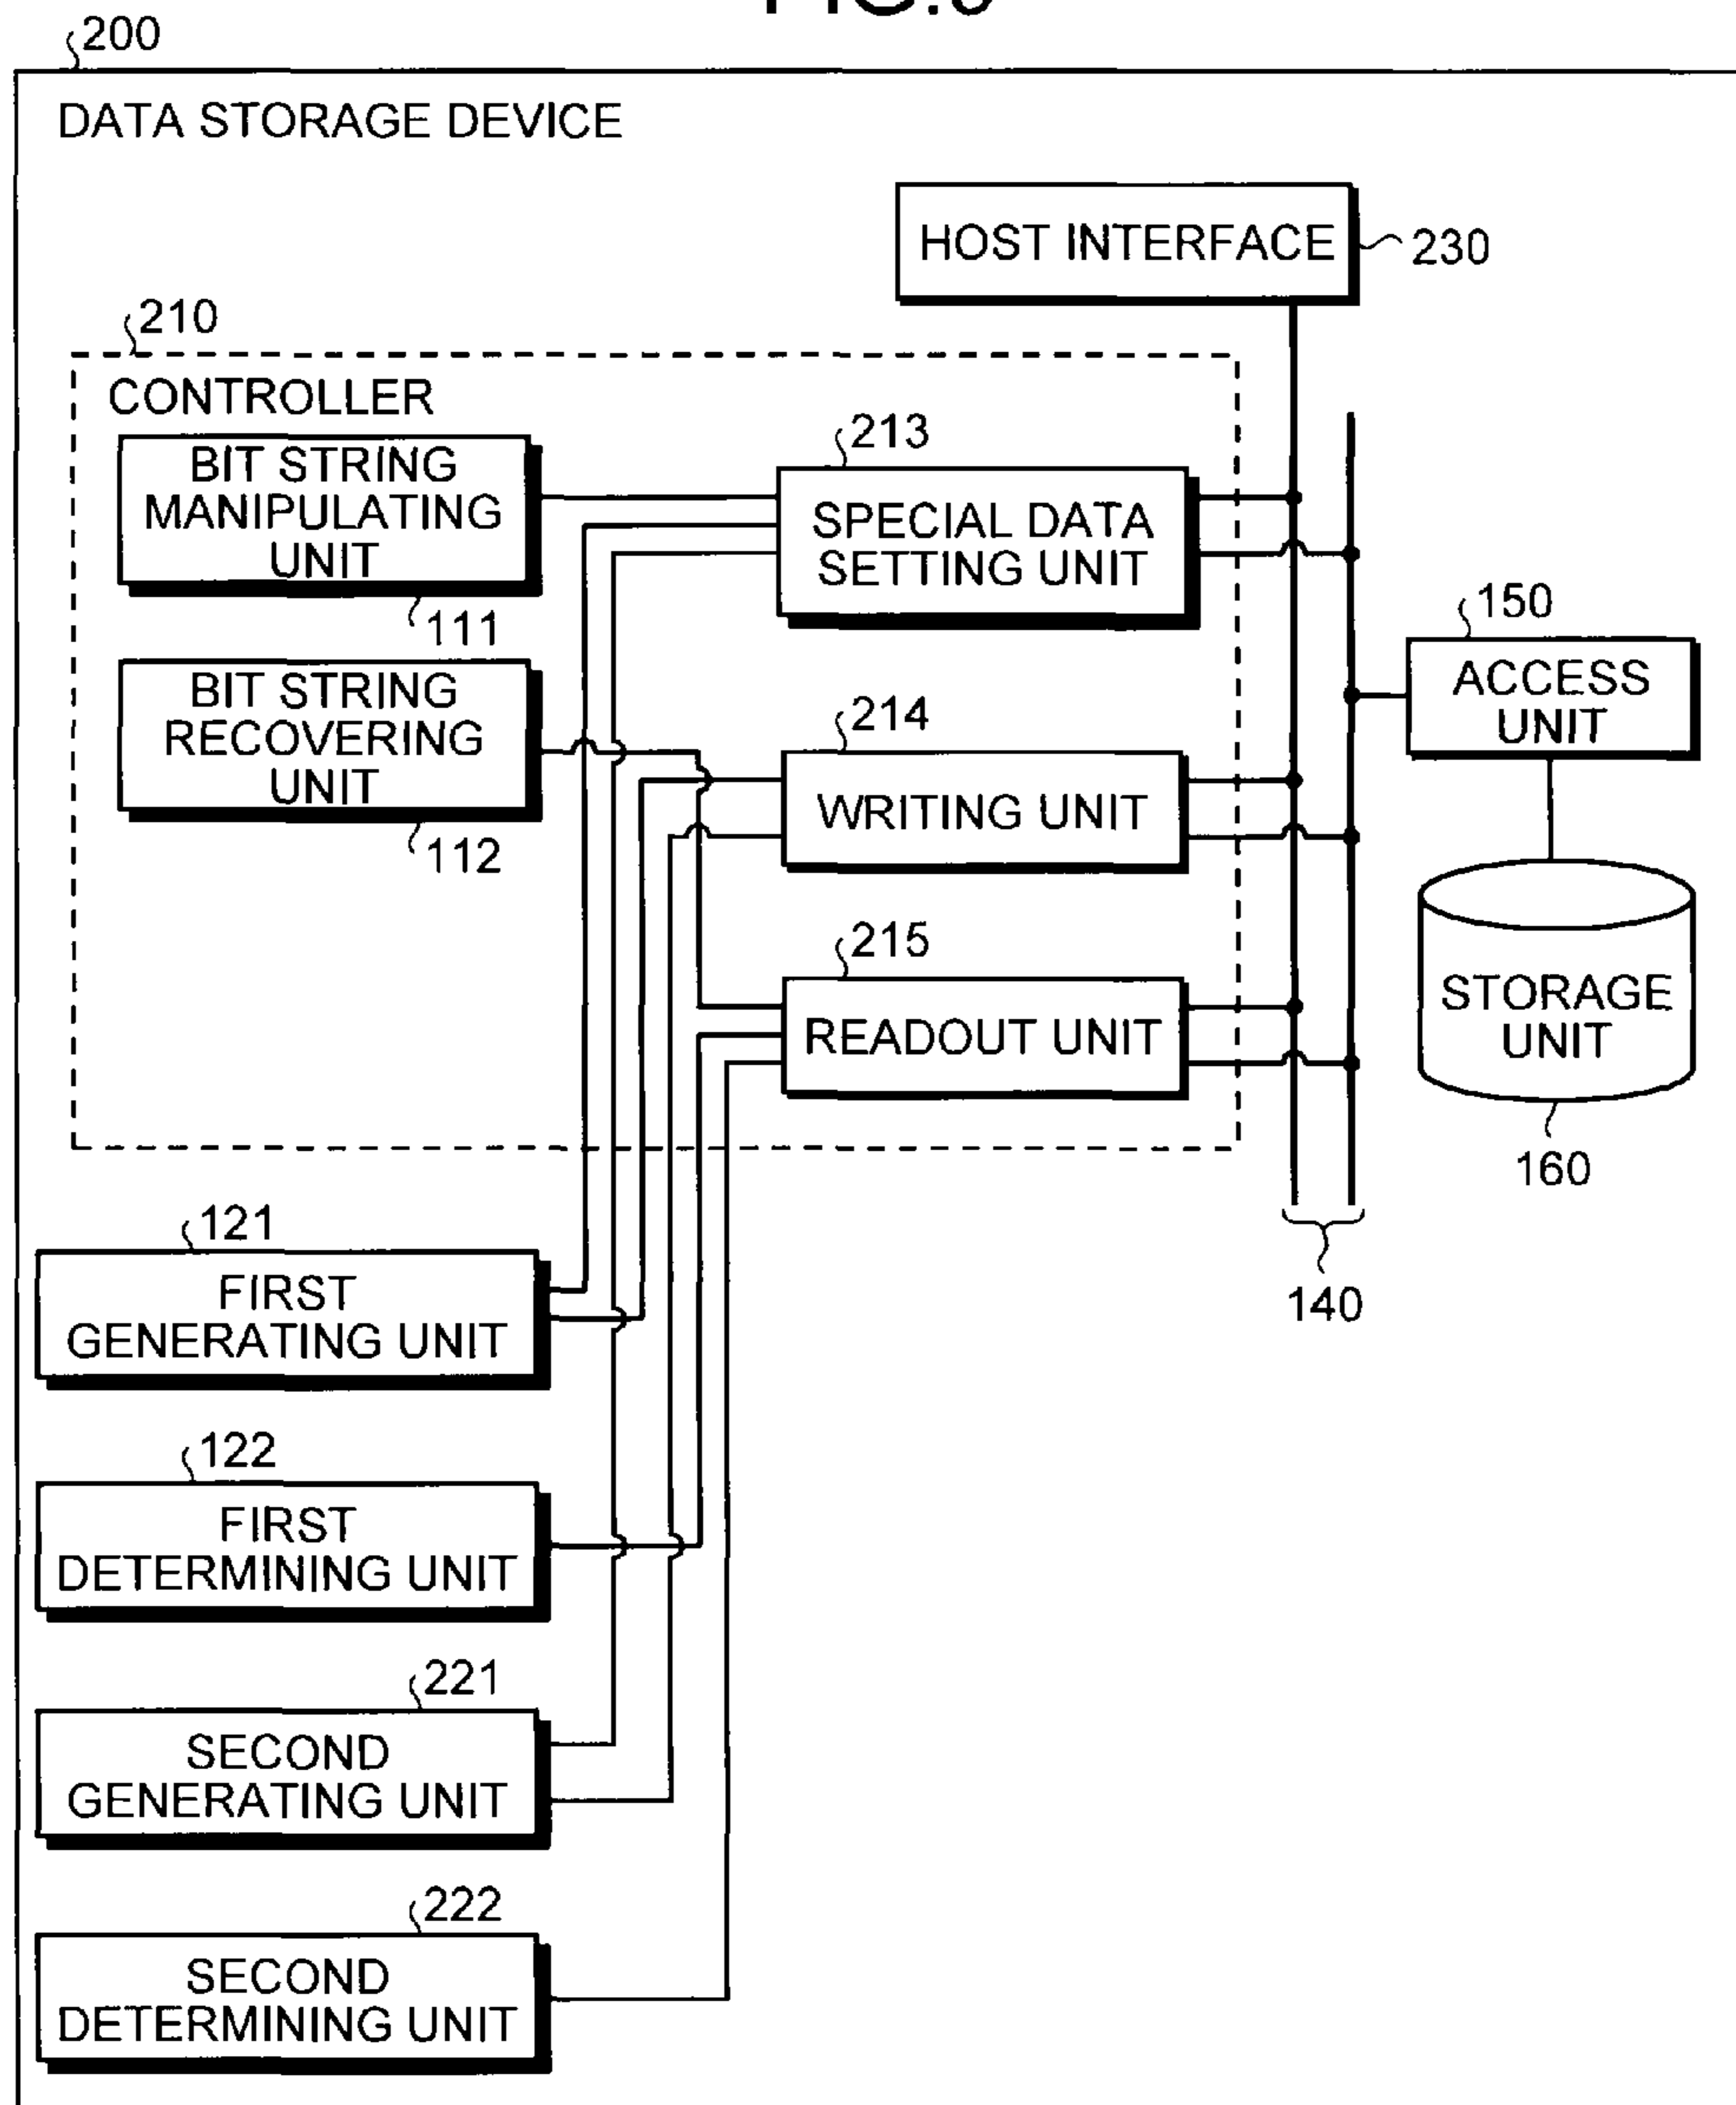 200
DATA STORAGE DEVICE
HOST INTERFACE
230
210
CONTROLLER
BIT STRING
MANIPULATING
UNIT
111
213
SPECIAL DATA
SETTING UNIT
150
ACCESS
UNIT
BIT STRING
RECOVERING
UNIT
112
214
WRITING UNIT
215
READOUT UNIT
STORAGE
UNIT
160
140
121
FIRST
GENERATING UNIT
122
FIRST
DETERMINING UNIT
221
SECOND
GENERATING UNIT
222
SECOND
DETERMINING UNIT